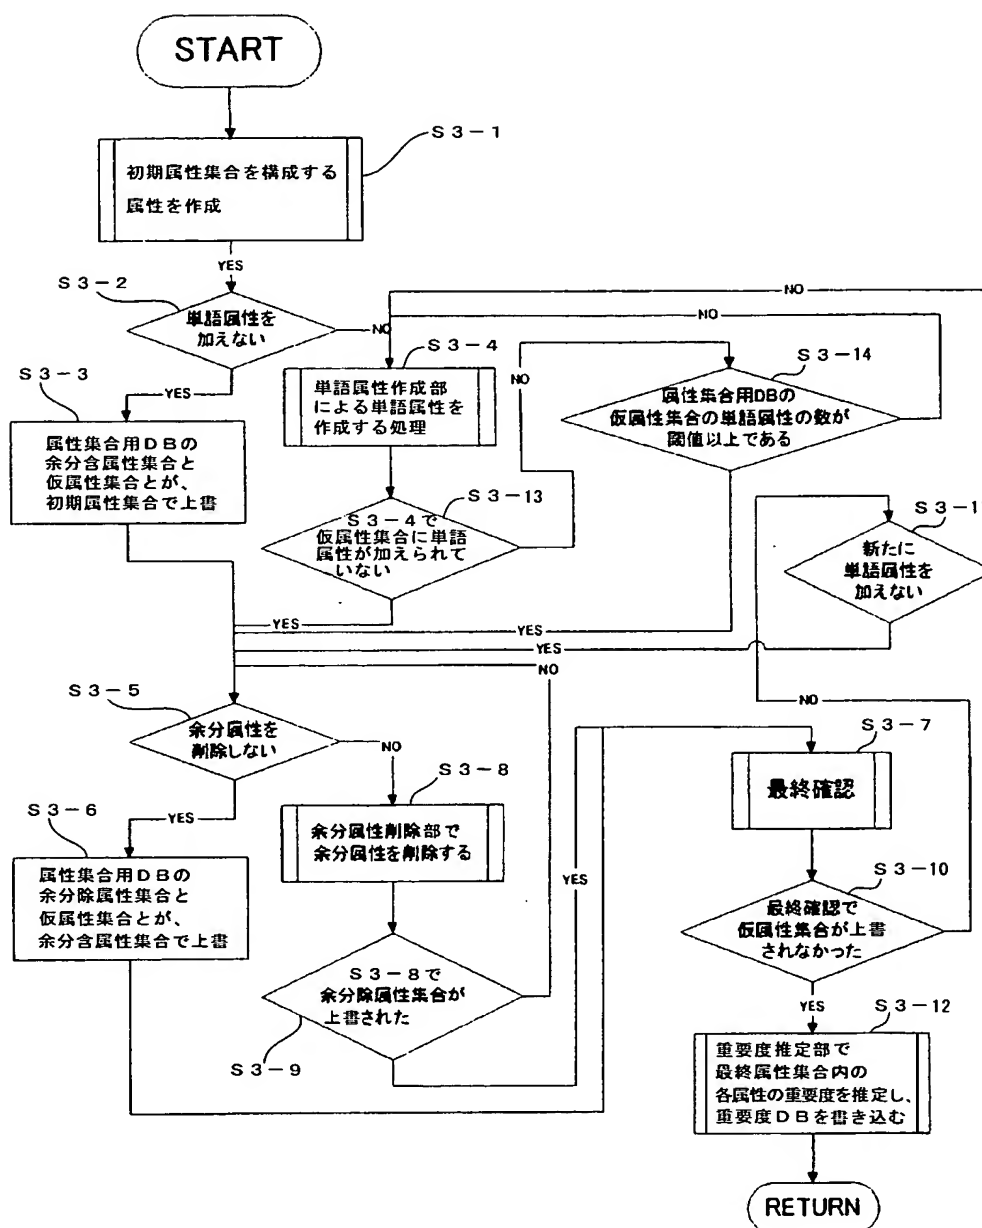 START
S3-1
初期属性集合を構成する
属性を作成
YES
S3-2
単語属性を
加えない
NO
NO
NO
S3-3
YES
属性集合用DBの
余分含属性集合と
仮属性集合とが、
初期属性集合で上書
S3-4
単語属性作成部
による単語属性を
作成する処理
NO
S3-14
属性集合用DBの
仮属性集合の単語属性の数が
閾値以上である
S3-13
S3-4で
仮属性集合に単語
属性が加えられて
いない
S3-1
新たに
単語属性を
加えない
YES
YES
YES
NO
S3-5
余分属性を
削除しない
NO
NO
S3-7
最終確認
S3-8
余分属性削除部で
余分属性を削除する
YES
S3-6
YES
属性集合用DBの
余分除属性集合と
仮属性集合とが、
余分含属性集合で上書
S3-10
最終確認で
仮属性集合が上書
されなかった
S3-8で
余分除属性集合が
上書された
S3-9
YES
S3-12
重要度推定部で
最終属性集合内の
各属性の重要度を推定し、
重要度DBを書き込む
RETURN